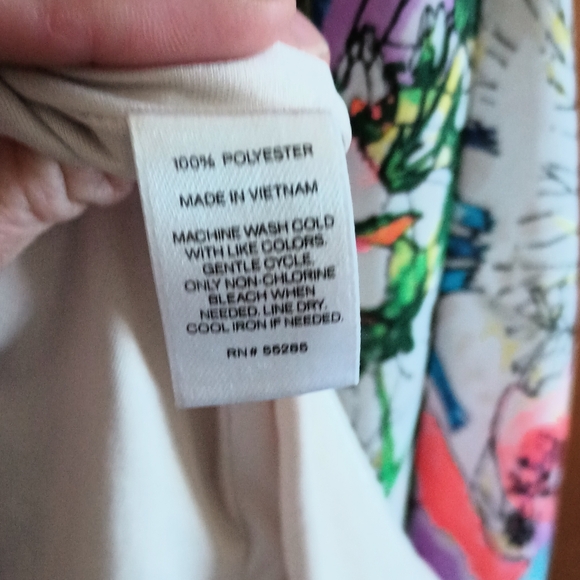 100% POLYESTER
MADE IN VIETNAM
MACHINE WASH COLD
WITH LIKE COLORS.
GENTLE CYCLE.
ONLY NON-CHLORINE
BLEACH WHEN
NEEDED. LINE DRY.
COOL IRON IF NEEDED.
RN# 55285